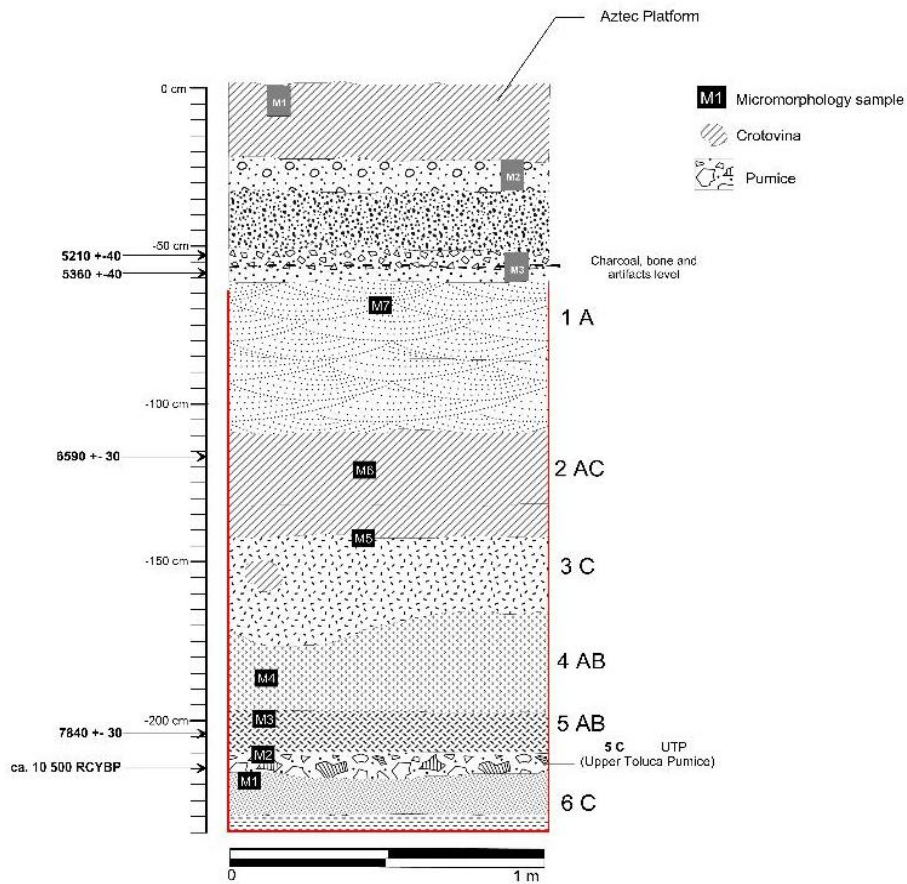 Aztec Platform
0 cm
M1
M1 Micromorphology sample
Crotovina
M2
Pumice
-50 cm
5210 +-40
5360 +-40
M3
Charcoal, bone and
artifacts level
M7
1 A
-100 cm
6590 +- 30
M6
2 AC
M5
-150 cm
3 C
4 AB
M4
-200 cm
M3
5 AB
7840 +- 30
5 C UTP
(Upper Toluca Pumice)
M2
ca. 10 500 RCYBP
M1
6 C
0 1 m